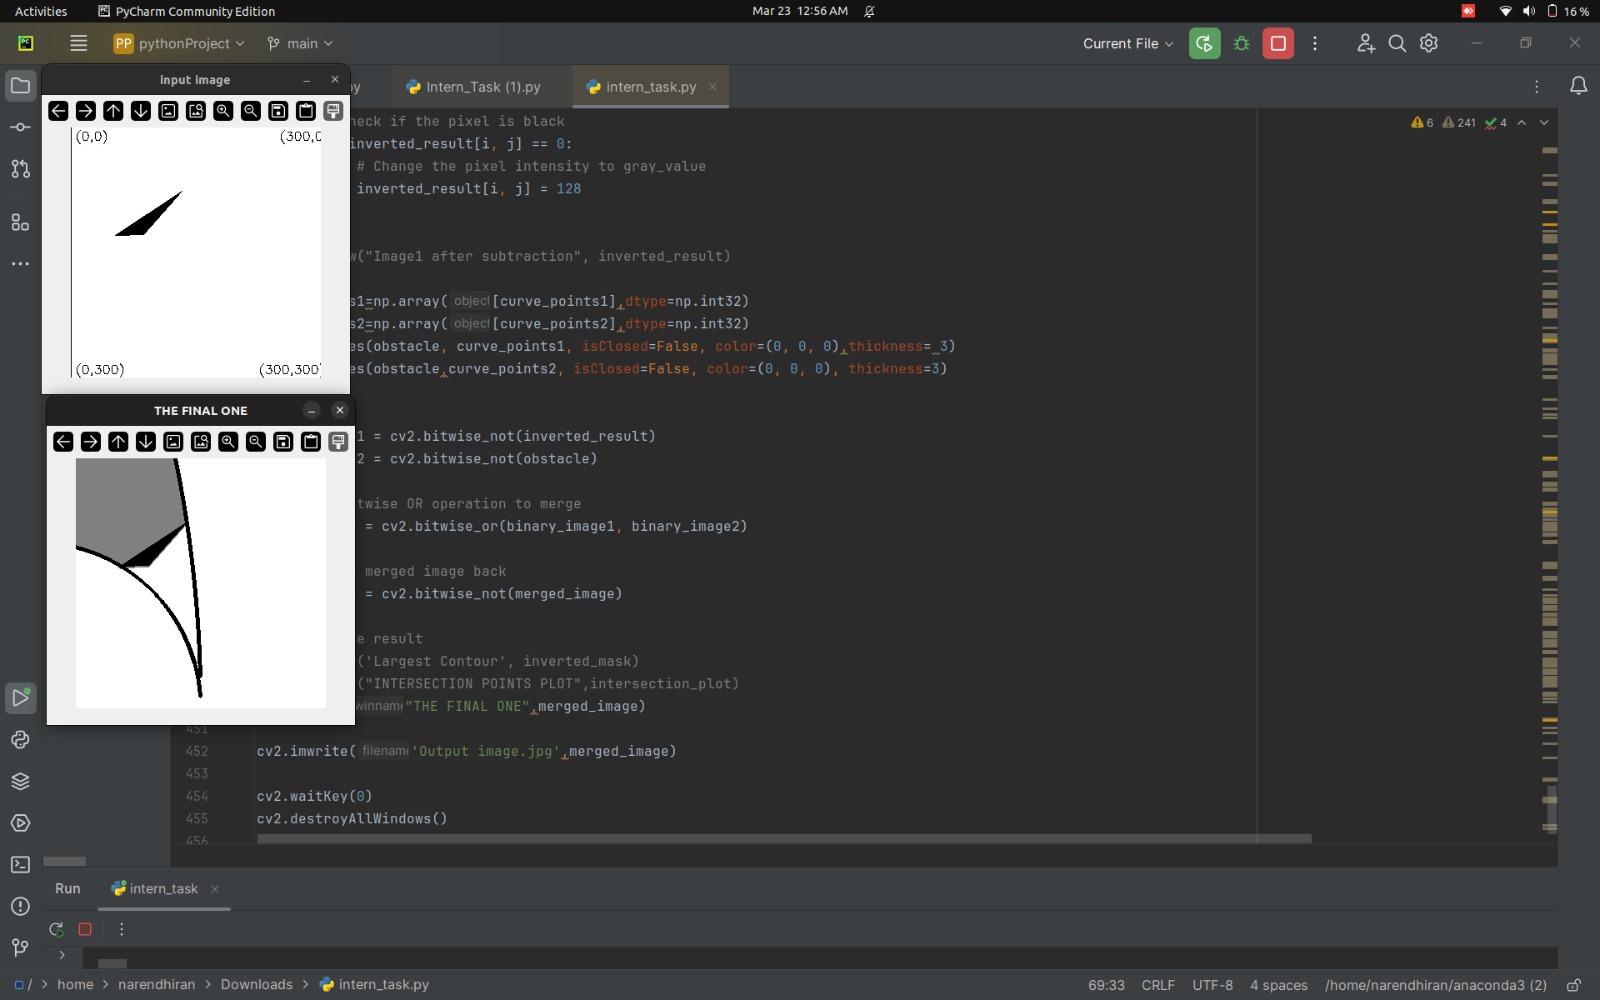 Activities PyCharm Community Edition Mar 23 12:56 AM 16 %
PP pythonProject main Current File
input image
py Intern_Task (1).py intern_task.py
6 241 4
(0,0) (300,0
(0,300) (300,300)
THE FINAL ONE
heck if the pixel is black
inverted_result[i, j] == 0:
# Change the pixel intensity to gray_value
inverted_result[i, j] = 128
w("Image1 after subtraction", inverted_result)
s1=np.array( object [curve_points1],dtype=np.int32)
s2=np.array( object [curve_points2],dtype=np.int32)
es(obstacle, curve_points1, isClosed=False, color=(0, 0, 0),thickness= 3)
es(obstacle,curve_points2, isClosed=False, color=(0, 0, 0), thickness=3)
1 = cv2.bitwise_not(inverted_result)
2 = cv2.bitwise_not(obstacle)
twise OR operation to merge
= cv2.bitwise_or(binary_image1, binary_image2)
merged image back
= cv2.bitwise_not(merged_image)
e result
('Largest Contour', inverted_mask)
("INTERSECTION POINTS PLOT",intersection_plot)
winname "THE FINAL ONE",merged_image)
451
452 cv2.imwrite( filename 'Output image.jpg',merged_image)
453
454 cv2.waitKey(0)
455 cv2.destroyAllWindows()
456
Run intern_task
/ > home > narendhiran > Downloads > intern_task.py 69:33 CRLF UTF-8 4 spaces /home/narendhiran/anaconda3 (2)